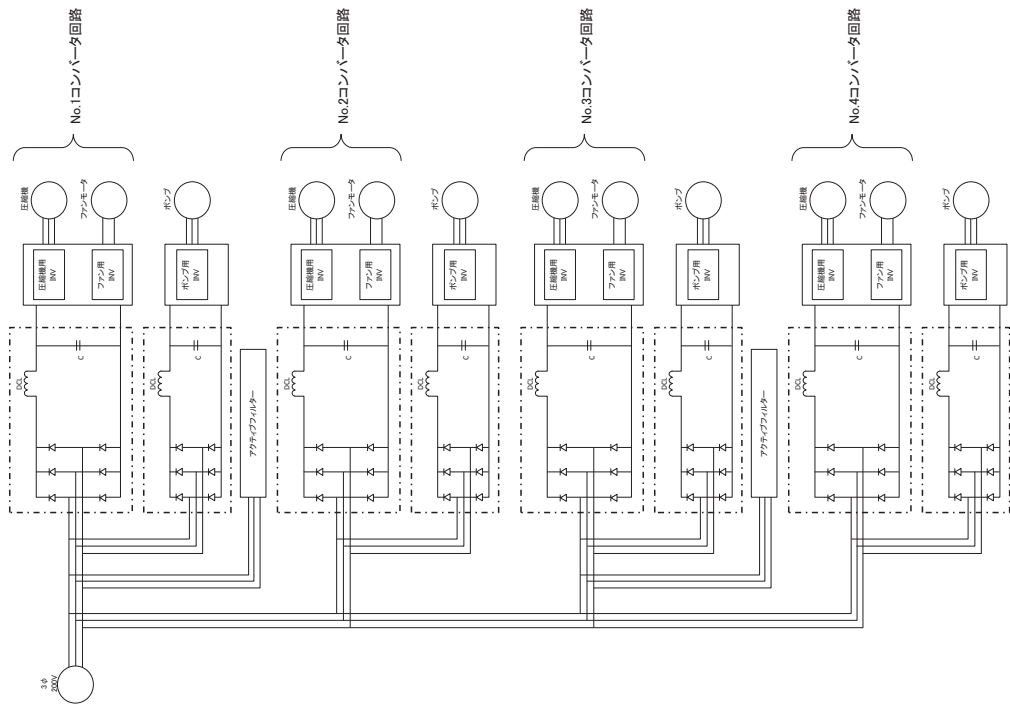 No.1コンバータ回路
No.2コンバータ回路
No.3コンバータ回路
No.4コンバータ回路
圧縮機
ファンモータ
ポンプ
圧縮機
ファンモータ
ポンプ
圧縮機
ファンモータ
ポンプ
圧縮機
ファンモータ
ポンプ
圧縮機用
INV
ファン用
INV
ポンプ用
INV
圧縮機用
INV
ファン用
INV
ポンプ用
INV
圧縮機用
INV
ファン用
INV
ポンプ用
INV
圧縮機用
INV
ファン用
INV
ポンプ用
INV
C
C
C
C
C
C
C
C
DCL
DCL
DCL
DCL
DCL
DCL
DCL
DCL
アクティブフィルター
アクティブフィルター
3φ
200V